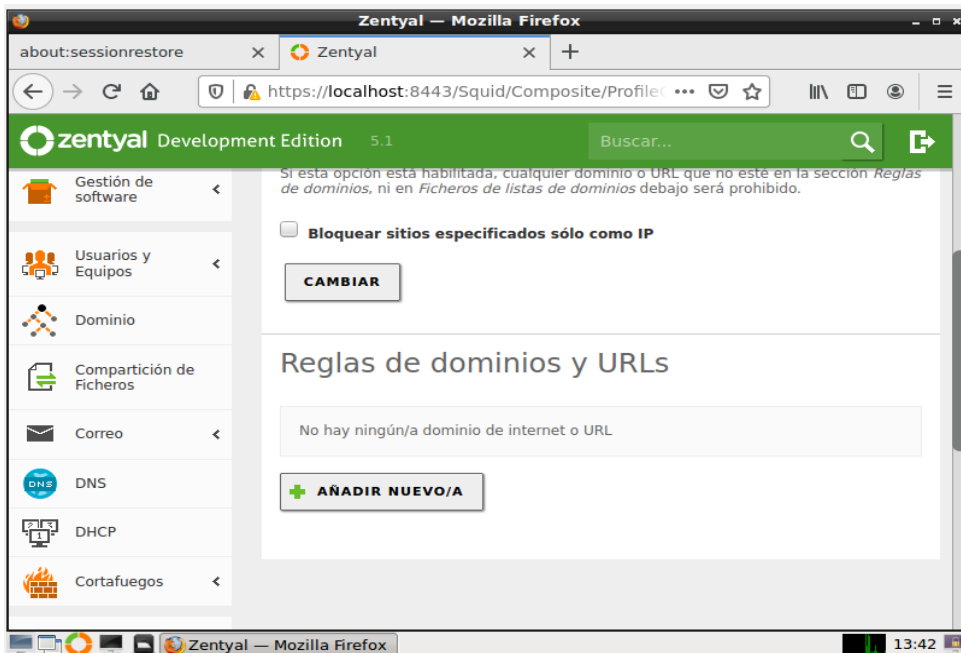 Zentyal — Mozilla Firefox
about:sessionrestore
Zentyal
https://localhost:8443/Squid/Composite/Profile
zentyal Development Edition 5.1
Buscar...
Gestión de
software
Usuarios y
Equipos
Dominio
Compartición de
Ficheros
Correo
DNS
DNS
DHCP
Cortafuegos
Si esta opción está habilitada, cualquier dominio o URL que no esté en la sección Reglas
de dominios, ni en Ficheros de listas de dominios debajo será prohibido.
Bloquear sitios especificados sólo como IP
CAMBIAR
Reglas de dominios y URLs
No hay ningún/a dominio de internet o URL
AÑADIR NUEVO/A
Zentyal — Mozilla Firefox
13:42